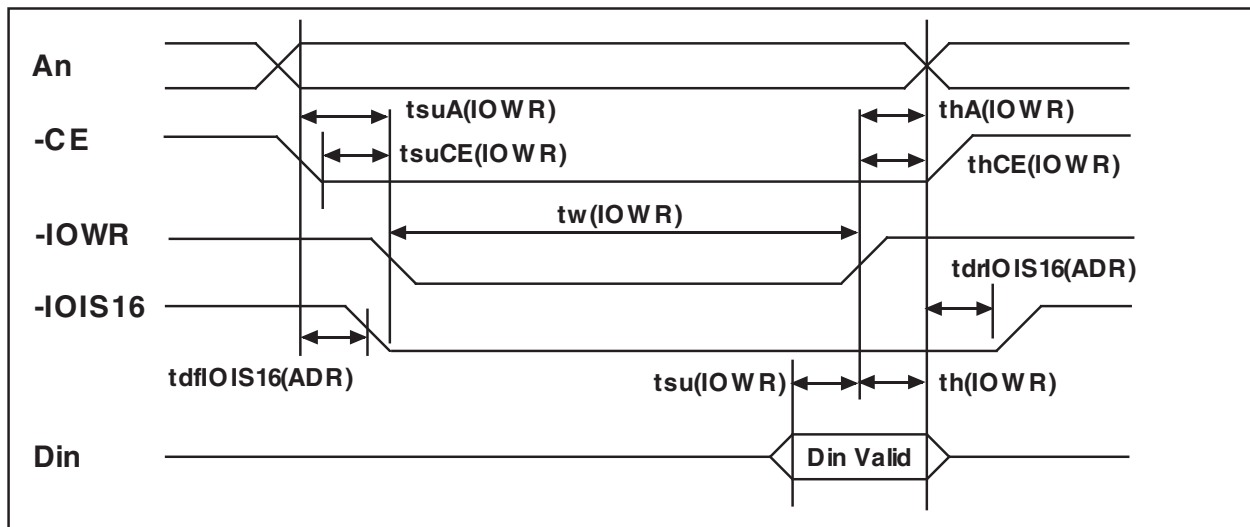 An
tsuA(IOWR)
thA(IOWR)
-CE
tsuCE(IOWR)
thCE(IOWR)
tw(IOWR)
-IOWR
tdrIOIS16(ADR)
-IOIS16
tdfIOIS16(ADR)
tsu(IOWR)
th(IOWR)
Din
Din Valid